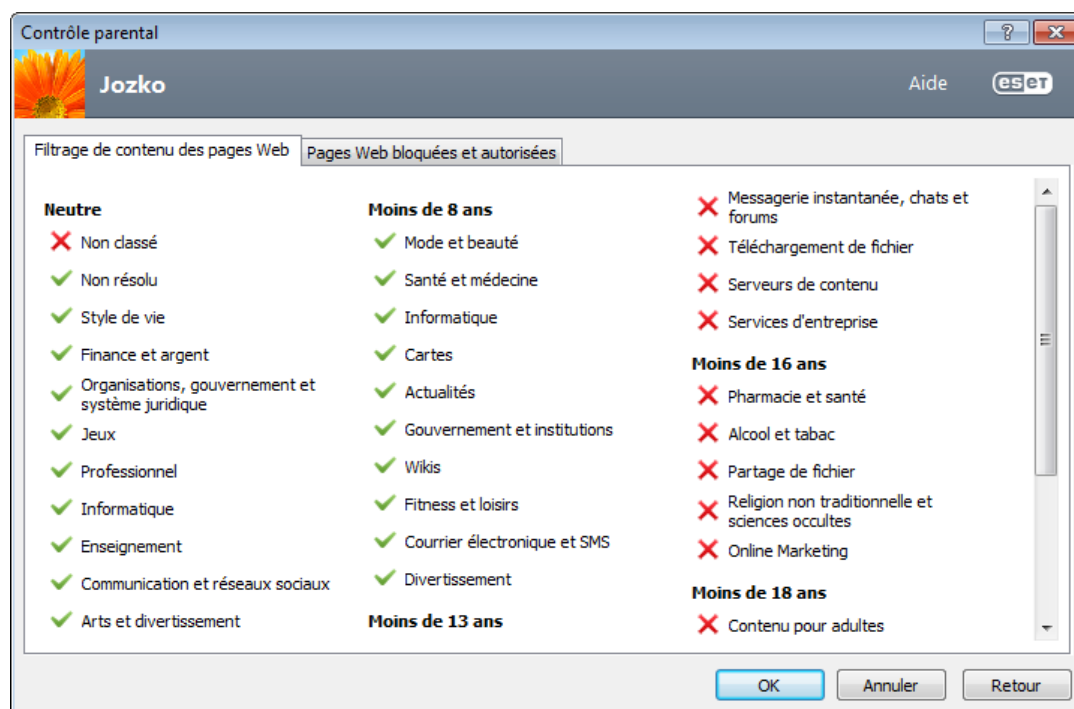 Contrôle parental
Jozko
Aide
eset
Filtrage de contenu des pages Web
Pages Web bloquées et autorisées
Neutre
Non classé
Non résolu
Style de vie
Finance et argent
Organisations, gouvernement et
système juridique
Jeux
Professionnel
Informatique
Enseignement
Communication et réseaux sociaux
Arts et divertissement
Moins de 8 ans
Mode et beauté
Santé et médecine
Informatique
Cartes
Actualités
Gouvernement et institutions
Wikis
Fitness et loisirs
Courrier électronique et SMS
Divertissement
Moins de 13 ans
Messagerie instantanée, chats et
forums
Téléchargement de fichier
Serveurs de contenu
Services d'entreprise
Moins de 16 ans
Pharmacie et santé
Alcool et tabac
Partage de fichier
Religion non traditionnelle et
sciences occultes
Online Marketing
Moins de 18 ans
Contenu pour adultes
OK
Annuler
Retour